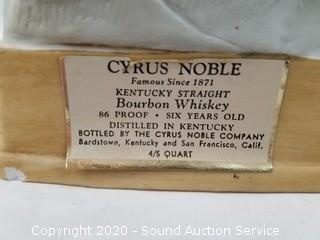 CYRUS NOBLE
Famous Since 1871
KENTUCKY STRAIGHT
Bourbon Whiskey
86 PROOF • SIX YEARS OLD
DISTILLED IN KENTUCKY
BOTTLED BY THE CYRUS NOBLE COMPANY
Bardstown, Kentucky and San Francisco, Calif.
4/5 QUART
Copyright 2020 - Sound Auction Service